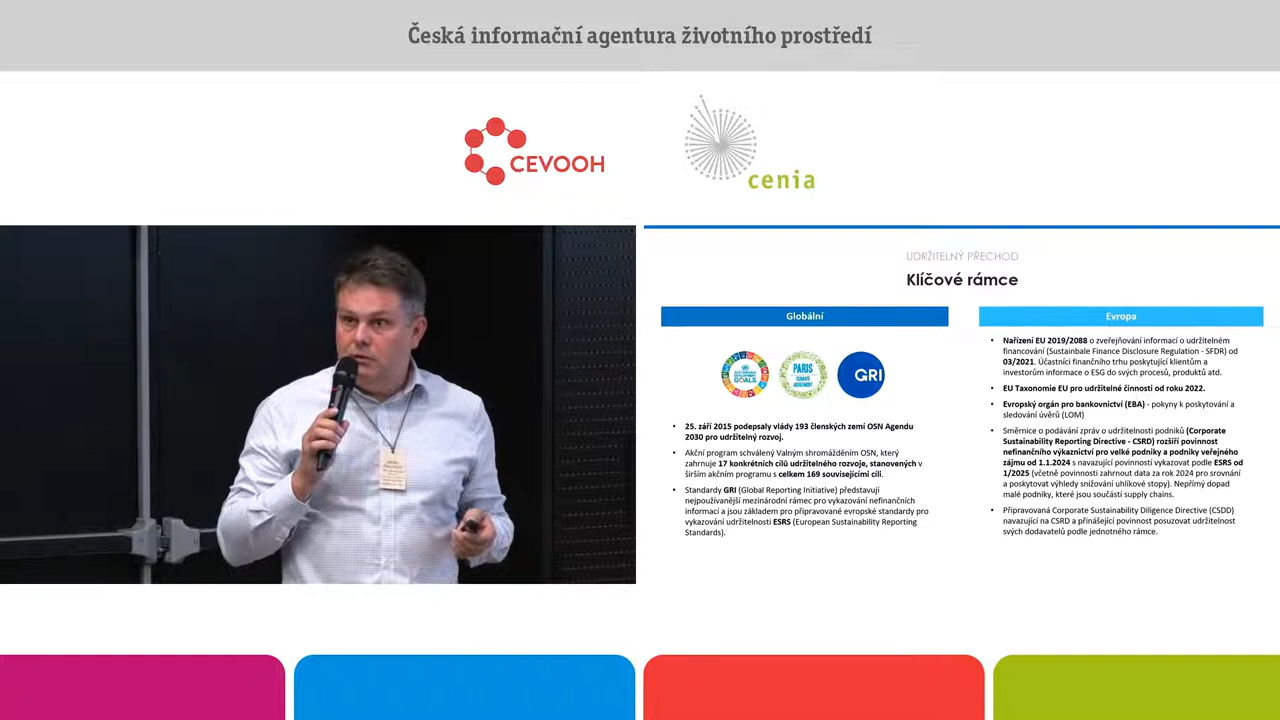 Česká informační agentura životního prostředí
CEVOOH
cenia
UDRŽITELNÝ PŘECHOD
Klíčové rámce
Globální
SUSTAINABLE DEVELOPMENT
GOALS
PARIS
CLIMATE
AGREEMENT
GRI
• 25. září 2015 podepsaly vlády 193 členských zemí OSN Agendu
2030 pro udržitelný rozvoj.
• Akční program schválený Valným shromážděním OSN, který
zahrnuje 17 konkrétních cílů udržitelného rozvoje, stanovených v
širším akčním programu s celkem 169 souvisejícími cíli.
• Standardy GRI (Global Reporting Initiative) představují
nejpoužívanější mezinárodní rámec pro vykazování nefinančních
informací a jsou základem pro připravované evropské standardy pro
vykazování udržitelnosti ESRS (European Sustainability Reporting
Standards).
Evropa
• Nařízení EU 2019/2088 o zveřejňování informací o udržitelném
financování (Sustainbale Finance Disclosure Regulation - SFDR) od
03/2021. Účastníci finančního trhu poskytující klientům a
investorům informace o ESG do svých procesů, produktů atd.
• EU Taxonomie EU pro udržitelné činnosti od roku 2022.
• Evropský orgán pro bankovnictví (EBA) - pokyny k poskytování a
sledování úvěrů (LOM)
• Směrnice o podávání zpráv o udržitelnosti podniků (Corporate
Sustainability Reporting Directive - CSRD) rozšíří povinnost
nefinančního výkaznictví pro velké podniky a podniky veřejného
zájmu od 1.1.2024 s navazující povinností vykazovat podle ESRS od
1/2025 (včetně povinnosti zahrnout data za rok 2024 pro srovnání
a poskytovat výhledy snižování uhlíkové stopy). Nepřímý dopad
malé podniky, které jsou součástí supply chains.
• Připravovaná Corporate Sustainability Diligence Directive (CSDD)
navazující na CSRD a přinášející povinnost posuzovat udržitelnost
svých dodavatelů podle jednotného rámce.